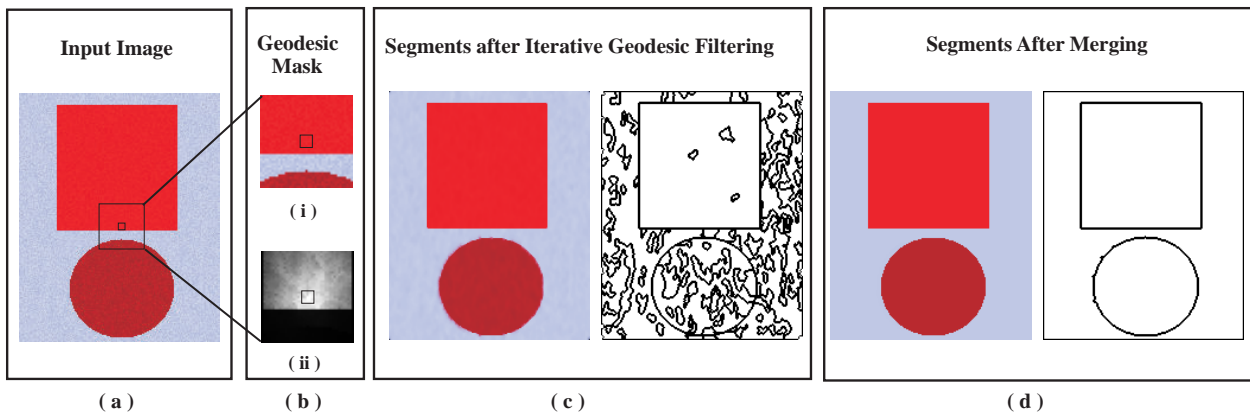 Input Image
Geodesic
Mask
Segments after Iterative Geodesic Filtering
Segments After Merging
( i )
( ii )
( a )
( b )
( c )
( d )